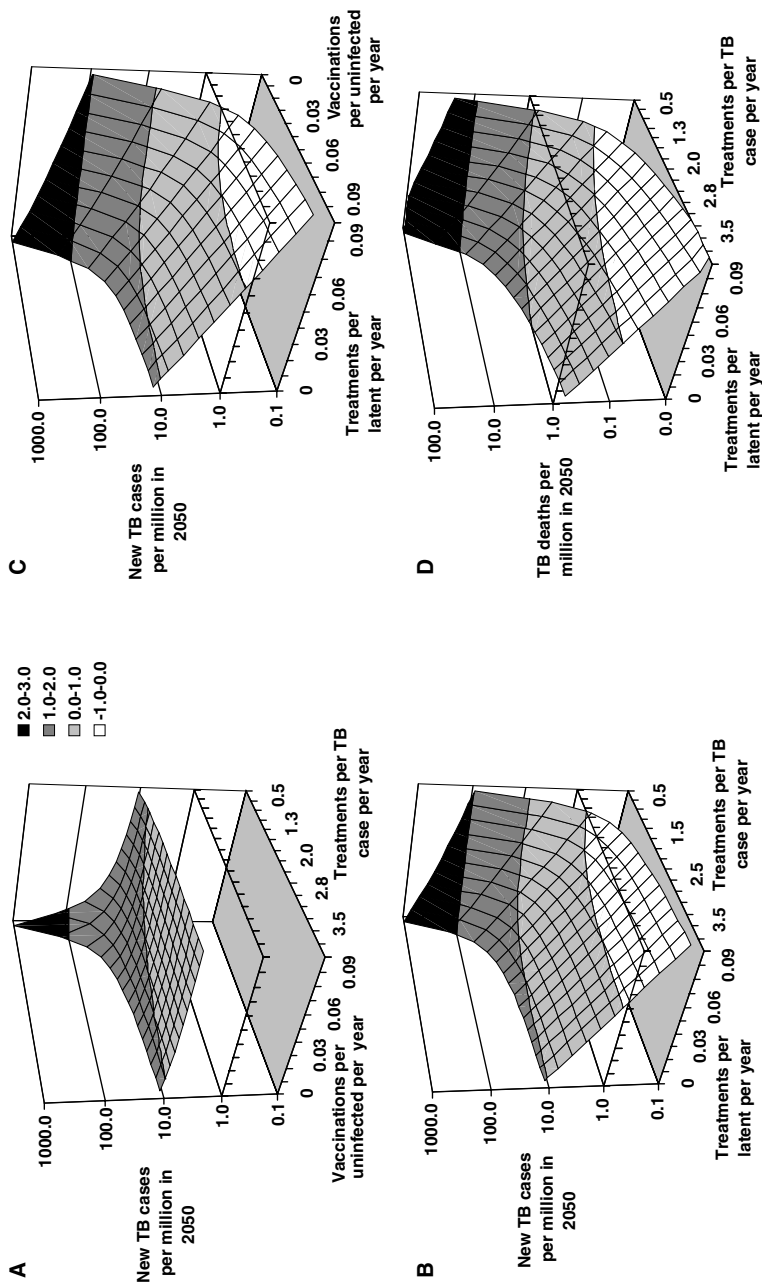 A
New TB cases
per million in
2050
1000.0
100.0
10.0
1.0
0.1
0
0.03
0.06
0.09
Vaccinations per
uninfected per year
3.5
2.8
2.0
1.3
0.5
Treatments per TB
case per year
2.0-3.0
1.0-2.0
0.0-1.0
-1.0-0.0
B
New TB cases
per million in
2050
1000.0
100.0
10.0
1.0
0.1
0
0.03
0.06
0.09
Treatments per
latent per year
3.5
2.5
1.5
0.5
Treatments per TB
case per year
C
New TB cases
per million in
2050
1000.0
100.0
10.0
1.0
0.1
0
0.03
0.06
0.09
Treatments per
latent per year
0.09
0.06
0.03
0
Vaccinations
per uninfected
per year
D
TB deaths per
million in 2050
100.0
10.0
1.0
0.1
0.0
0
0.03
0.06
0.09
Treatments per
latent per year
3.5
2.8
2.0
1.3
0.5
Treatments per TB
case per year